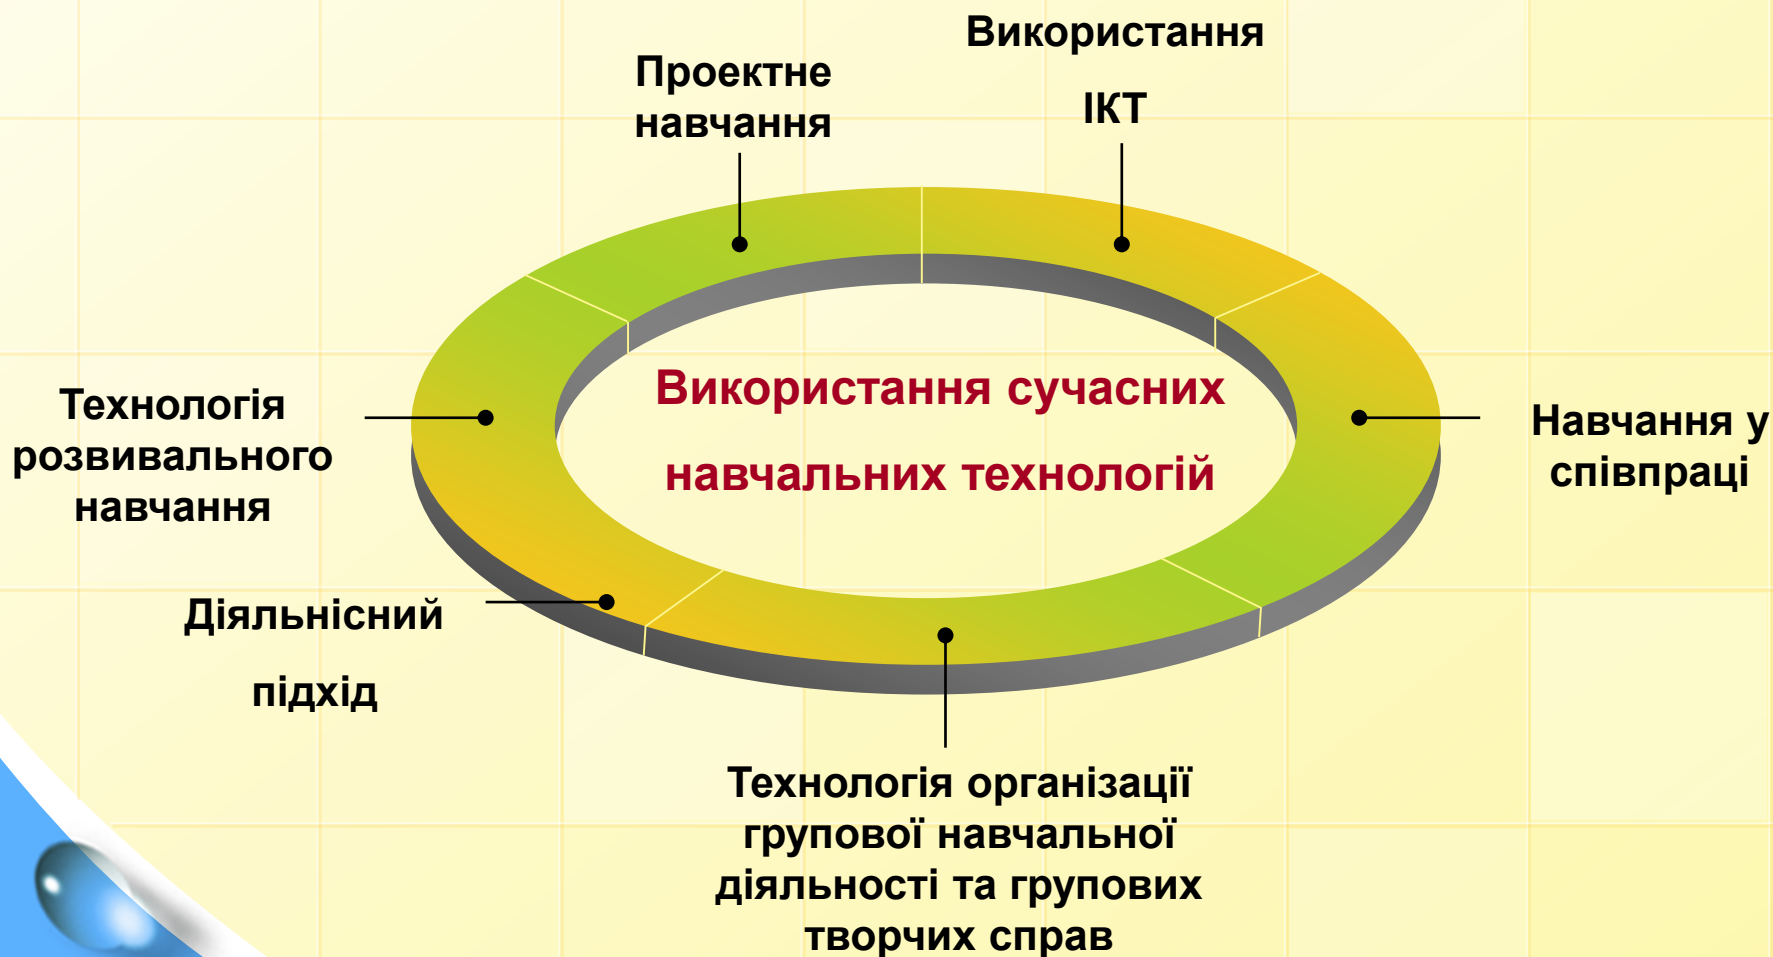 Використання
ІКТ
Проектне
навчання
Використання сучасних
навчальних технологій
Технологія
розвивального
навчання
Навчання у
співпраці
Діяльнісний
підхід
Технологія організації
групової навчальної
діяльності та групових
творчих справ